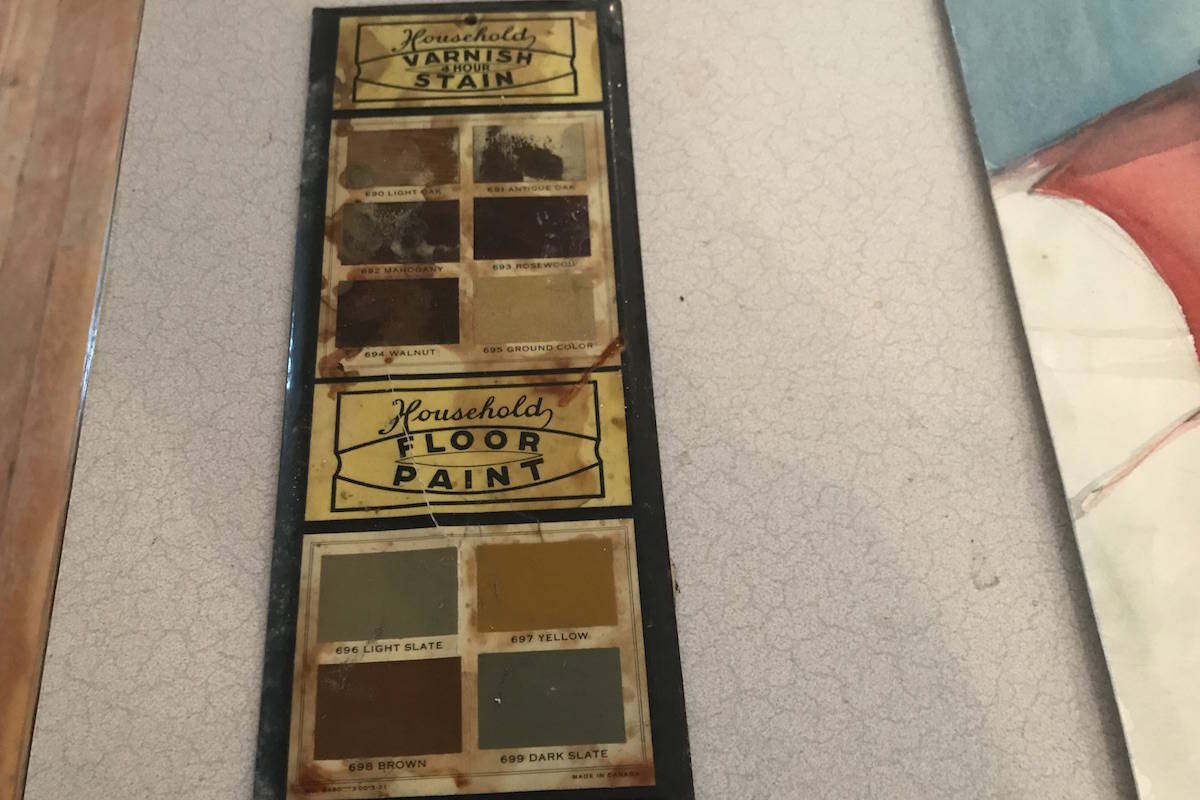 Household
VARNISH
4 HOUR
STAIN
690 LIGHT OAK
691 ANTIQUE OAK
692 MAHOGANY
693 ROSEWOOD
694 WALNUT
695 GROUND COLOR
Household
FLOOR
PAINT
696 LIGHT SLATE
697 YELLOW
698 BROWN
699 DARK SLATE
MADE IN CANADA